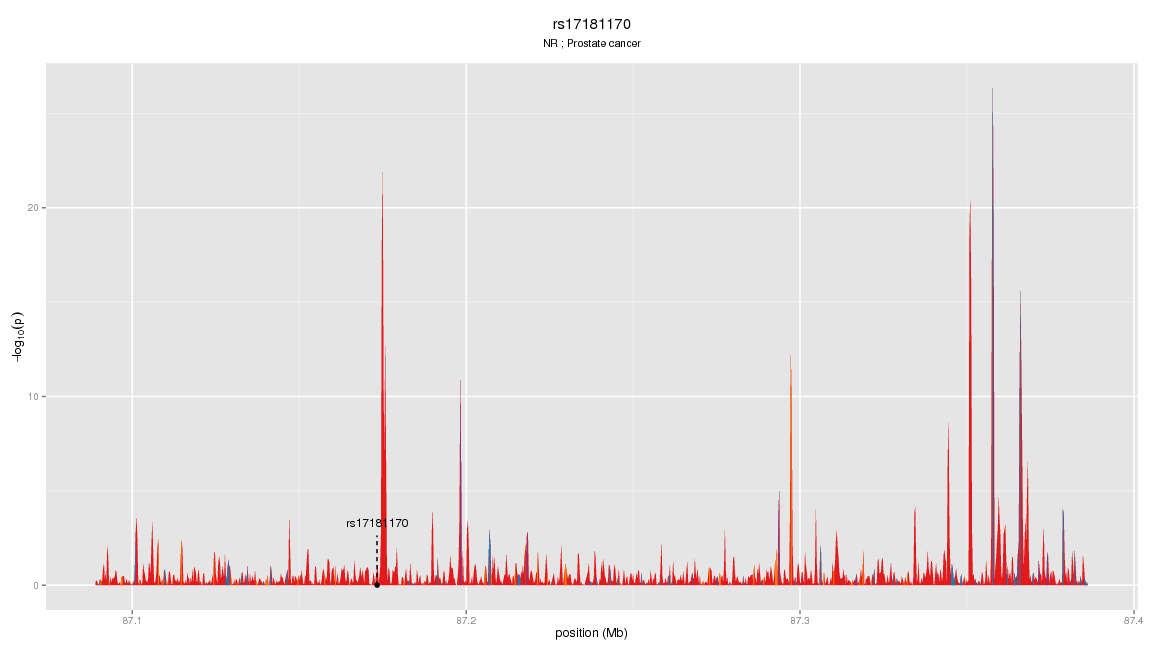 rs17181170
NR ; Prostate cancer
−log10(p)
20
10
0
rs17181170
87.1
87.2
87.3
87.4
position (Mb)